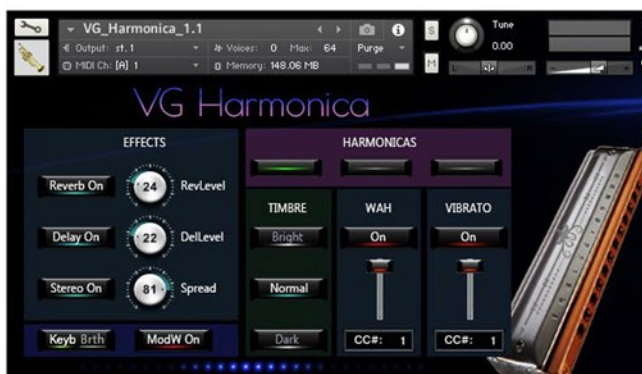 VG_Harmonica_1.1
Output: st.1
Voices: 0 Max: 64
Purge
MIDI Ch: [A] 1
Memory: 148.06 MB
S
M
Tune
0.00
L
R
VG Harmonica
EFFECTS
Reverb On
24
RevLevel
Delay On
22
DelLevel
Stereo On
81
Spread
Keyb Brth
ModW On
HARMONICAS
TIMBRE
Bright
Normal
Dark
WAH
On
CC#: 1
VIBRATO
On
CC#: 1